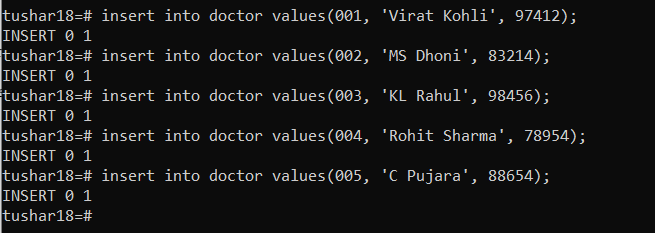 tushar18=# insert into doctor values(001, 'Virat Kohli', 97412);
INSERT 0 1
tushar18=# insert into doctor values(002, 'MS Dhoni', 83214);
INSERT 0 1
tushar18=# insert into doctor values(003, 'KL Rahul', 98456);
INSERT 0 1
tushar18=# insert into doctor values(004, 'Rohit Sharma', 78954);
INSERT 0 1
tushar18=# insert into doctor values(005, 'C Pujara', 88654);
INSERT 0 1
tushar18=#